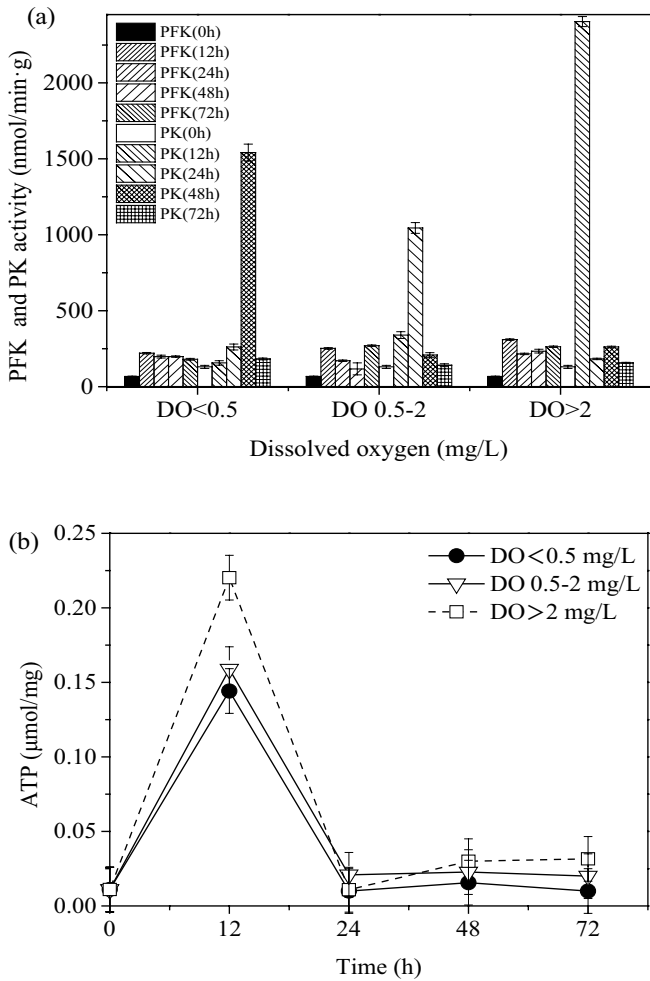 (a)
PFK(0h)
PFK(12h)
PFK(24h)
PFK(48h)
PFK(72h)
PK(0h)
PK(12h)
PK(24h)
PK(48h)
PK(72h)
2000
1500
1000
500
0
PFK and PK activity (nmol/min·g)
DO<0.5 DO 0.5-2 DO>2
Dissolved oxygen (mg/L)
(b)
DO<0.5 mg/L
DO 0.5-2 mg/L
DO>2 mg/L
0.25
0.20
0.15
0.10
0.05
0.00
ATP (μmol/mg)
0 12 24 48 72
Time (h)